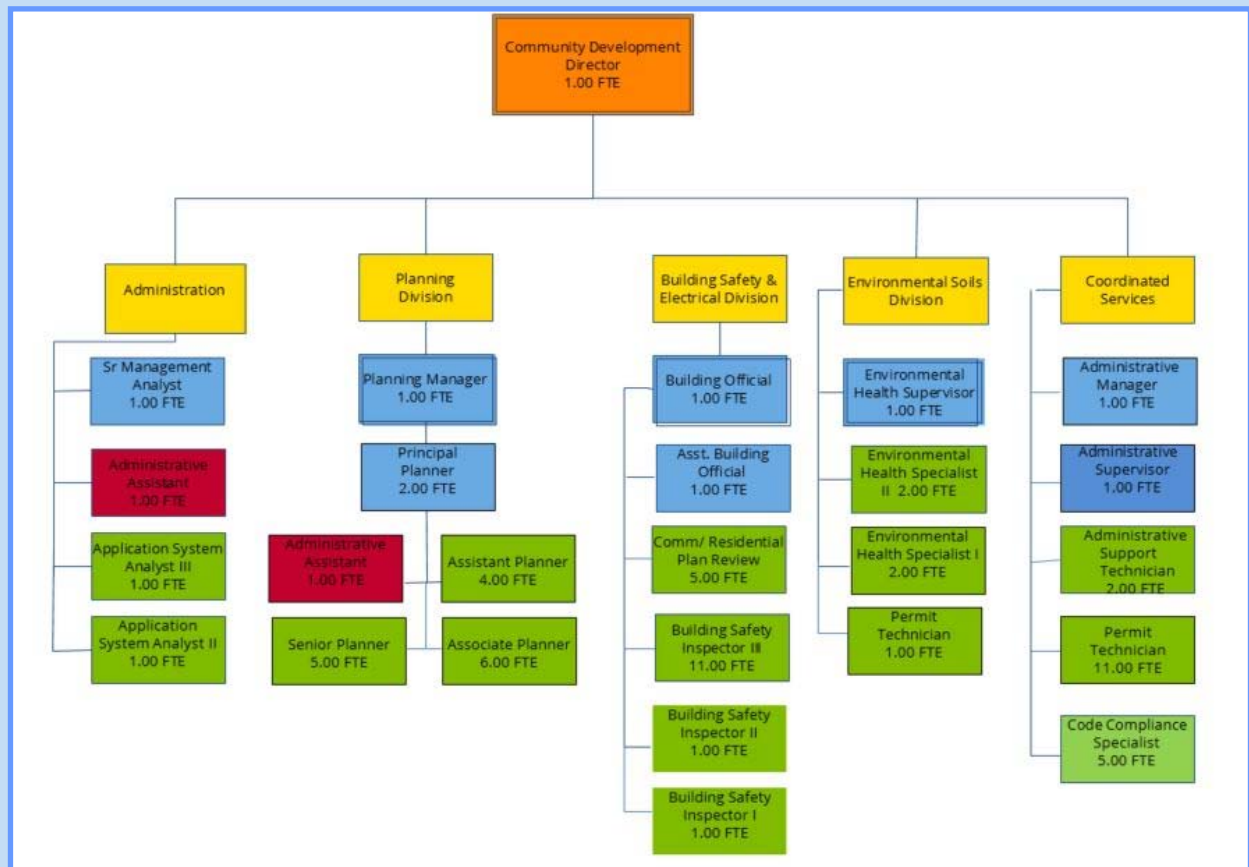 Community Development
Director
1.00 FTE
Administration
Sr Management
Analyst
1.00 FTE
Administrative
Assistant
1.00 FTE
Application System
Analyst III
1.00 FTE
Application
System Analyst II
1.00 FTE
Planning
Division
Planning Manager
1.00 FTE
Principal
Planner
2.00 FTE
Administrative
Assistant
1.00 FTE
Assistant Planner
4.00 FTE
Senior Planner
5.00 FTE
Associate Planner
6.00 FTE
Building Safety &
Electrical Division
Building Official
1.00 FTE
Asst. Building
Official
1.00 FTE
Comm/ Residential
Plan Review
5.00 FTE
Building Safety
Inspector III
11.00 FTE
Building Safety
Inspector II
1.00 FTE
Building Safety
Inspector I
1.00 FTE
Environmental Soils
Division
Environmental
Health Supervisor
1.00 FTE
Environmental
Health Specialist
II 2.00 FTE
Environmental
Health Specialist I
2.00 FTE
Permit
Technician
1.00 FTE
Coordinated
Services
Administrative
Manager
1.00 FTE
Administrative
Supervisor
1.00 FTE
Administrative
Support
Technician
2.00 FTE
Permit
Technician
11.00 FTE
Code Compliance
Specialist
5.00 FTE